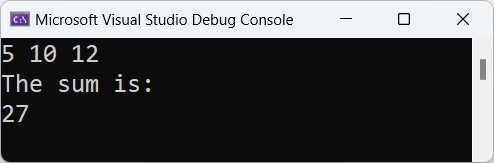 Microsoft Visual Studio Debug Console
5 10 12
The sum is:
27